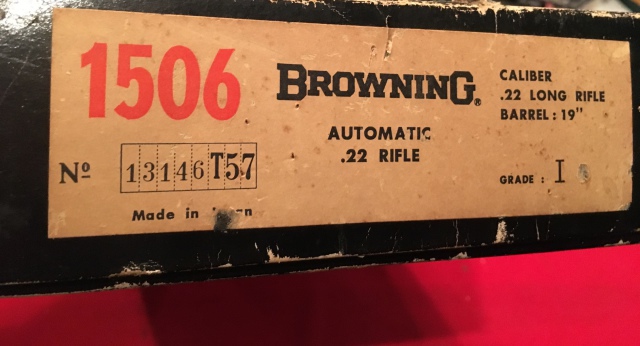 1506
BROWNING®
AUTOMATIC
.22 RIFLE
CALIBER
.22 LONG RIFLE
BARREL : 19"
GRADE : I
Nº 13146T57
Made in